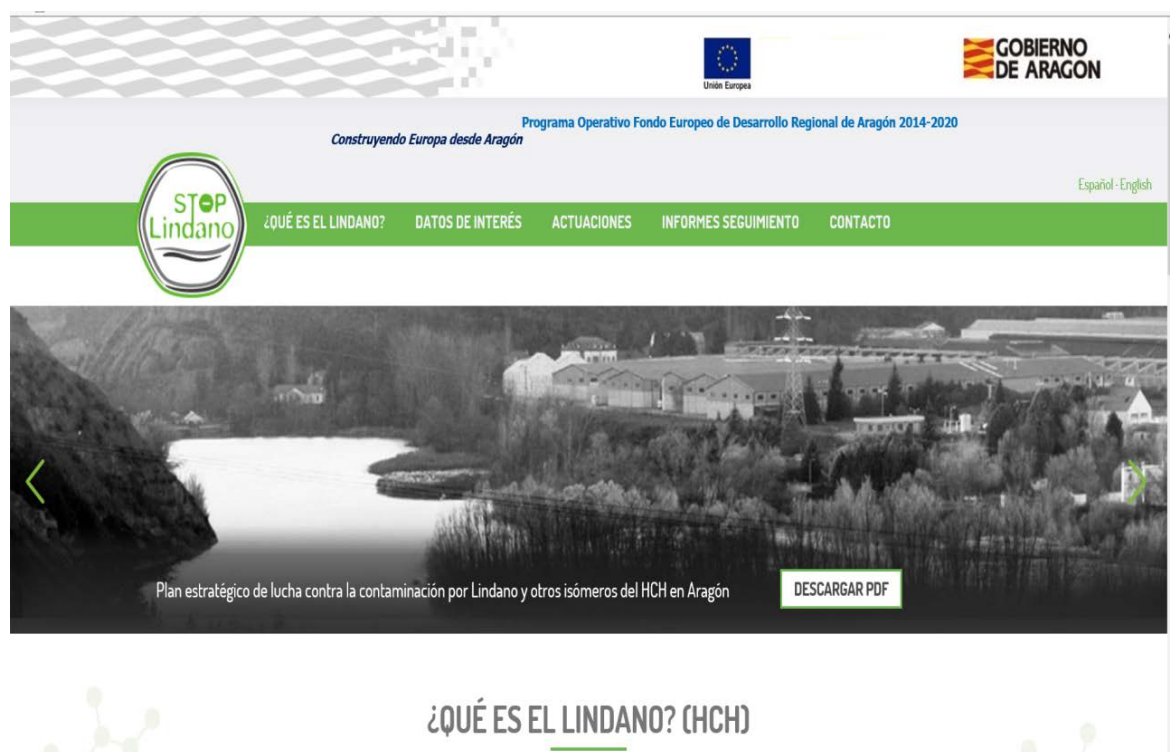 Unión Europea
GOBIERNO
DE ARAGON
Programa Operativo Fondo Europeo de Desarrollo Regional de Aragón 2014-2020
Construyendo Europa desde Aragón
Español · English
STOP
Lindano
¿QUÉ ES EL LINDANO? DATOS DE INTERÉS ACTUACIONES INFORMES SEGUIMIENTO CONTACTO
Plan estratégico de lucha contra la contaminación por Lindano y otros isómeros del HCH en Aragón
DESCARGAR PDF
¿QUÉ ES EL LINDANO? (HCH)